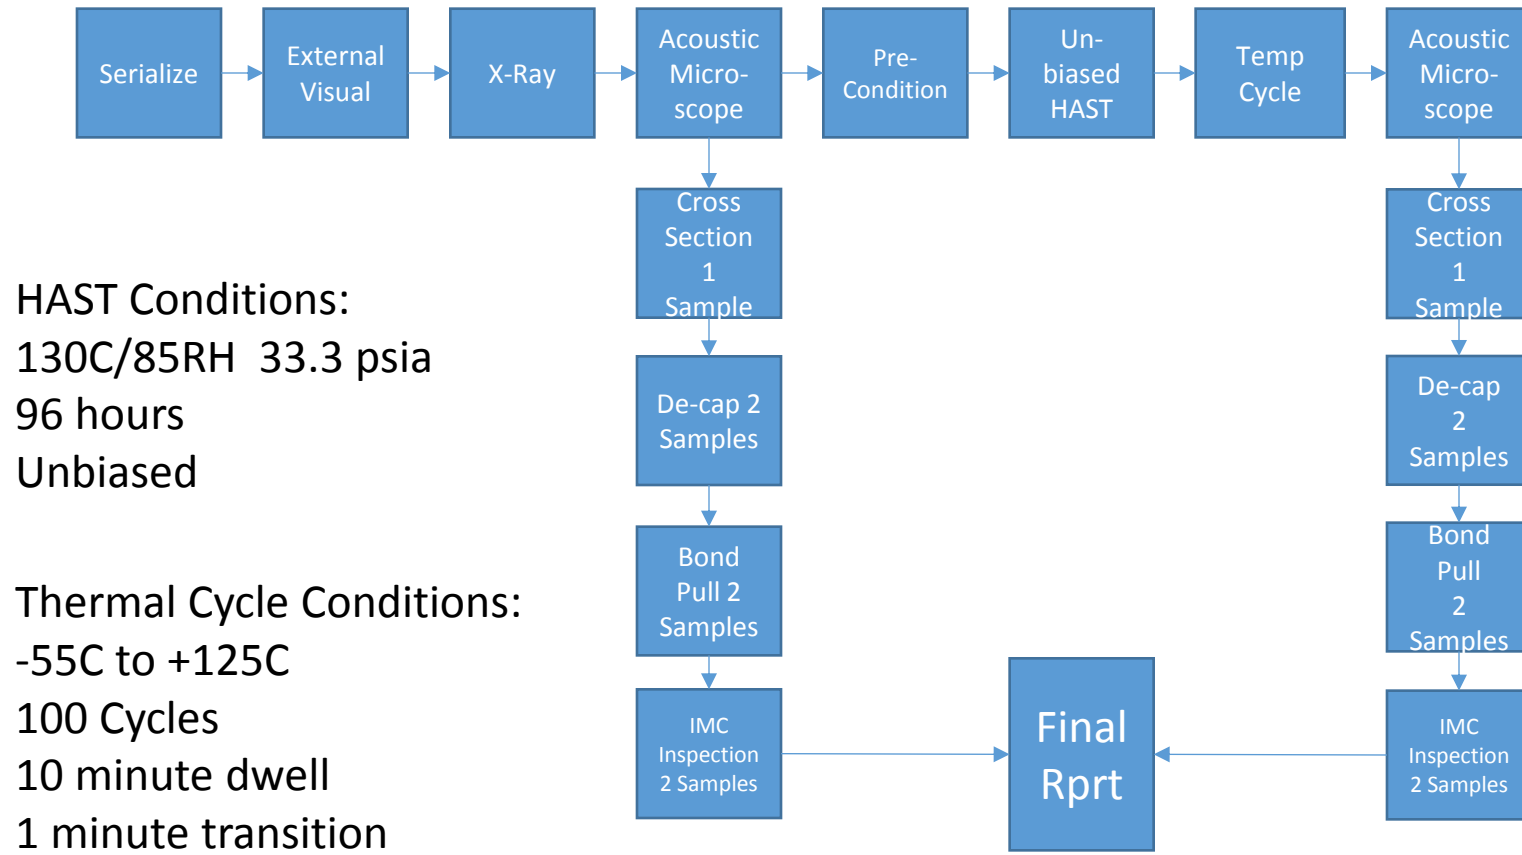 Serialize
External
Visual
X-Ray
Acoustic
Micro-
scope
Pre-
Condition
Un-
biased
HAST
Temp
Cycle
Acoustic
Micro-
scope
Cross
Section
1
Sample
De-cap 2
Samples
Bond
Pull 2
Samples
IMC
Inspection
2 Samples
Cross
Section
1
Sample
De-cap
2
Samples
Bond
Pull
2
Samples
IMC
Inspection
2 Samples
Final
Rprt
HAST Conditions:
130C/85RH  33.3 psia
96 hours
Unbiased
Thermal Cycle Conditions:
-55C to +125C
100 Cycles
10 minute dwell
1 minute transition